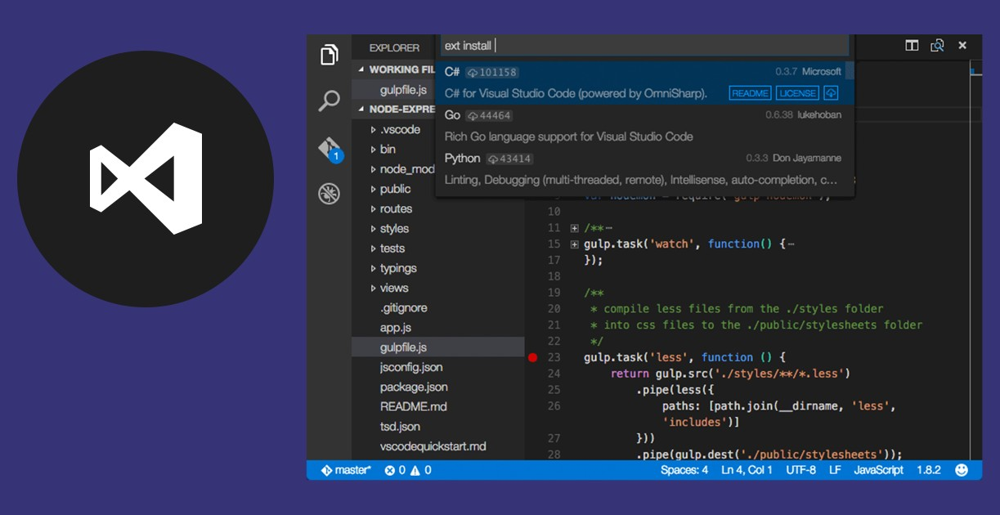 ext install
EXPLORER
C# 101158 0.3.7 Microsoft
WORKING FIL
C# for Visual Studio Code (powered by OmniSharp). README LICENSE
gulpfile.js
NODE-EXPRE
Go 44464 0.6.38 lukehoban
.vscode
Rich Go language support for Visual Studio Code
bin
Python 43414 0.3.3 Don Jayamanne
node_mod
Linting, Debugging (multi-threaded, remote), Intellisense, auto-completion, c...
public
routes
styles
tests
typings
views
.gitignore
app.js
gulpfile.js
jsconfig.json
package.json
README.md
tsd.json
vscodequickstart.md
10
11 /**⋯
15 gulp.task('watch', function() {⋯
17 });
18
19 /**
20 * compile less files from the ./styles folder
21 * into css files to the ./public/stylesheets folder
22 */
23 gulp.task('less', function () {
24 return gulp.src('./styles/**/*.less')
25 .pipe(less({
26 paths: [path.join(__dirname, 'less',
'includes')]
27 }))
28 .pipe(gulp.dest('./public/stylesheets'));
master* 0 0 Spaces: 4 Ln 4, Col 1 UTF-8 LF JavaScript 1.8.2
1